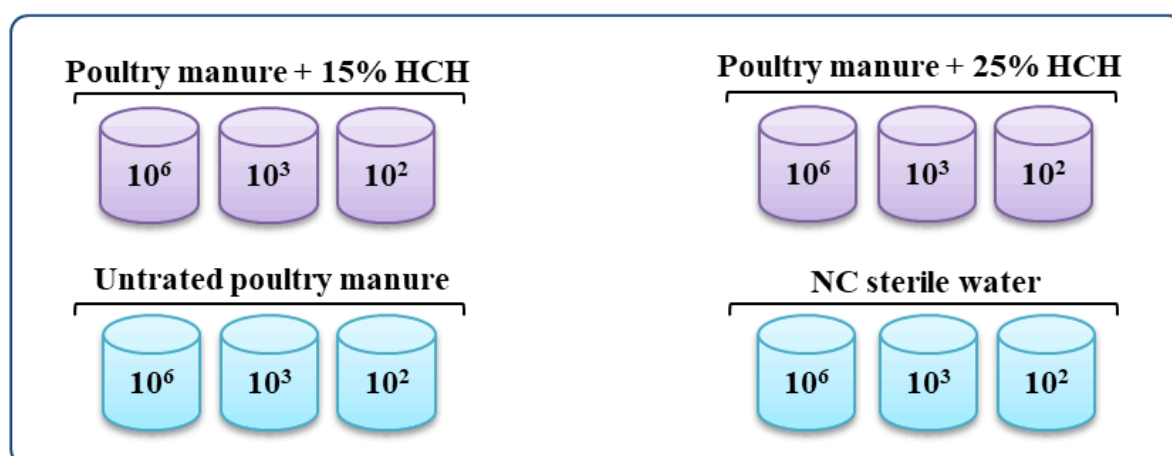 Poultry manure + 15% HCH
10⁶ 10³ 10²
Poultry manure + 25% HCH
10⁶ 10³ 10²
Untrated poultry manure
10⁶ 10³ 10²
NC sterile water
10⁶ 10³ 10²